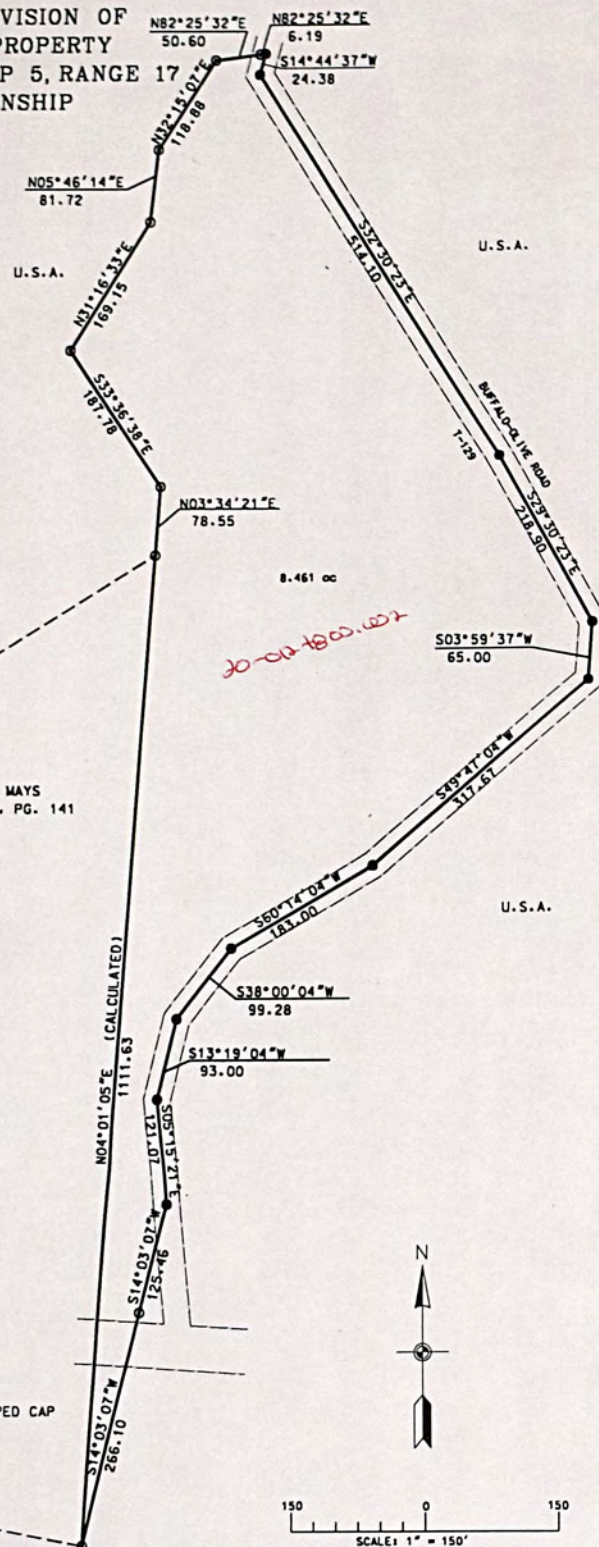 VISION OF
PROPERTY
P 5, RANGE 17
NSHIP
N82°25'32"E
50.60
N82°25'32"E
6.19
S14°44'37"W
24.38
N32°15'07"E
118.88
N05°46'14"E
81.72
U.S.A.
U.S.A.
N31°16'33"E
169.15
S32°30'23"E
514.10
S33°36'38"E
187.78
BUFFALO-OLIVE ROAD
T-129
S29°30'23"E
218.90
N03°34'21"E
78.55
8.461 ac
S03°59'37"W
65.00
MAYS
. PG. 141
S49°47'04"W
317.67
U.S.A.
S60°14'04"W
183.00
N04°01'05"E (CALCULATED)
1111.63
S38°00'04"W
99.28
S13°19'04"W
93.00
S05°15'21"E
121.07
S14°03'07"W
125.46
N
PED CAP
S14°03'07"W
266.10
150 0 150
SCALE: 1" = 150'